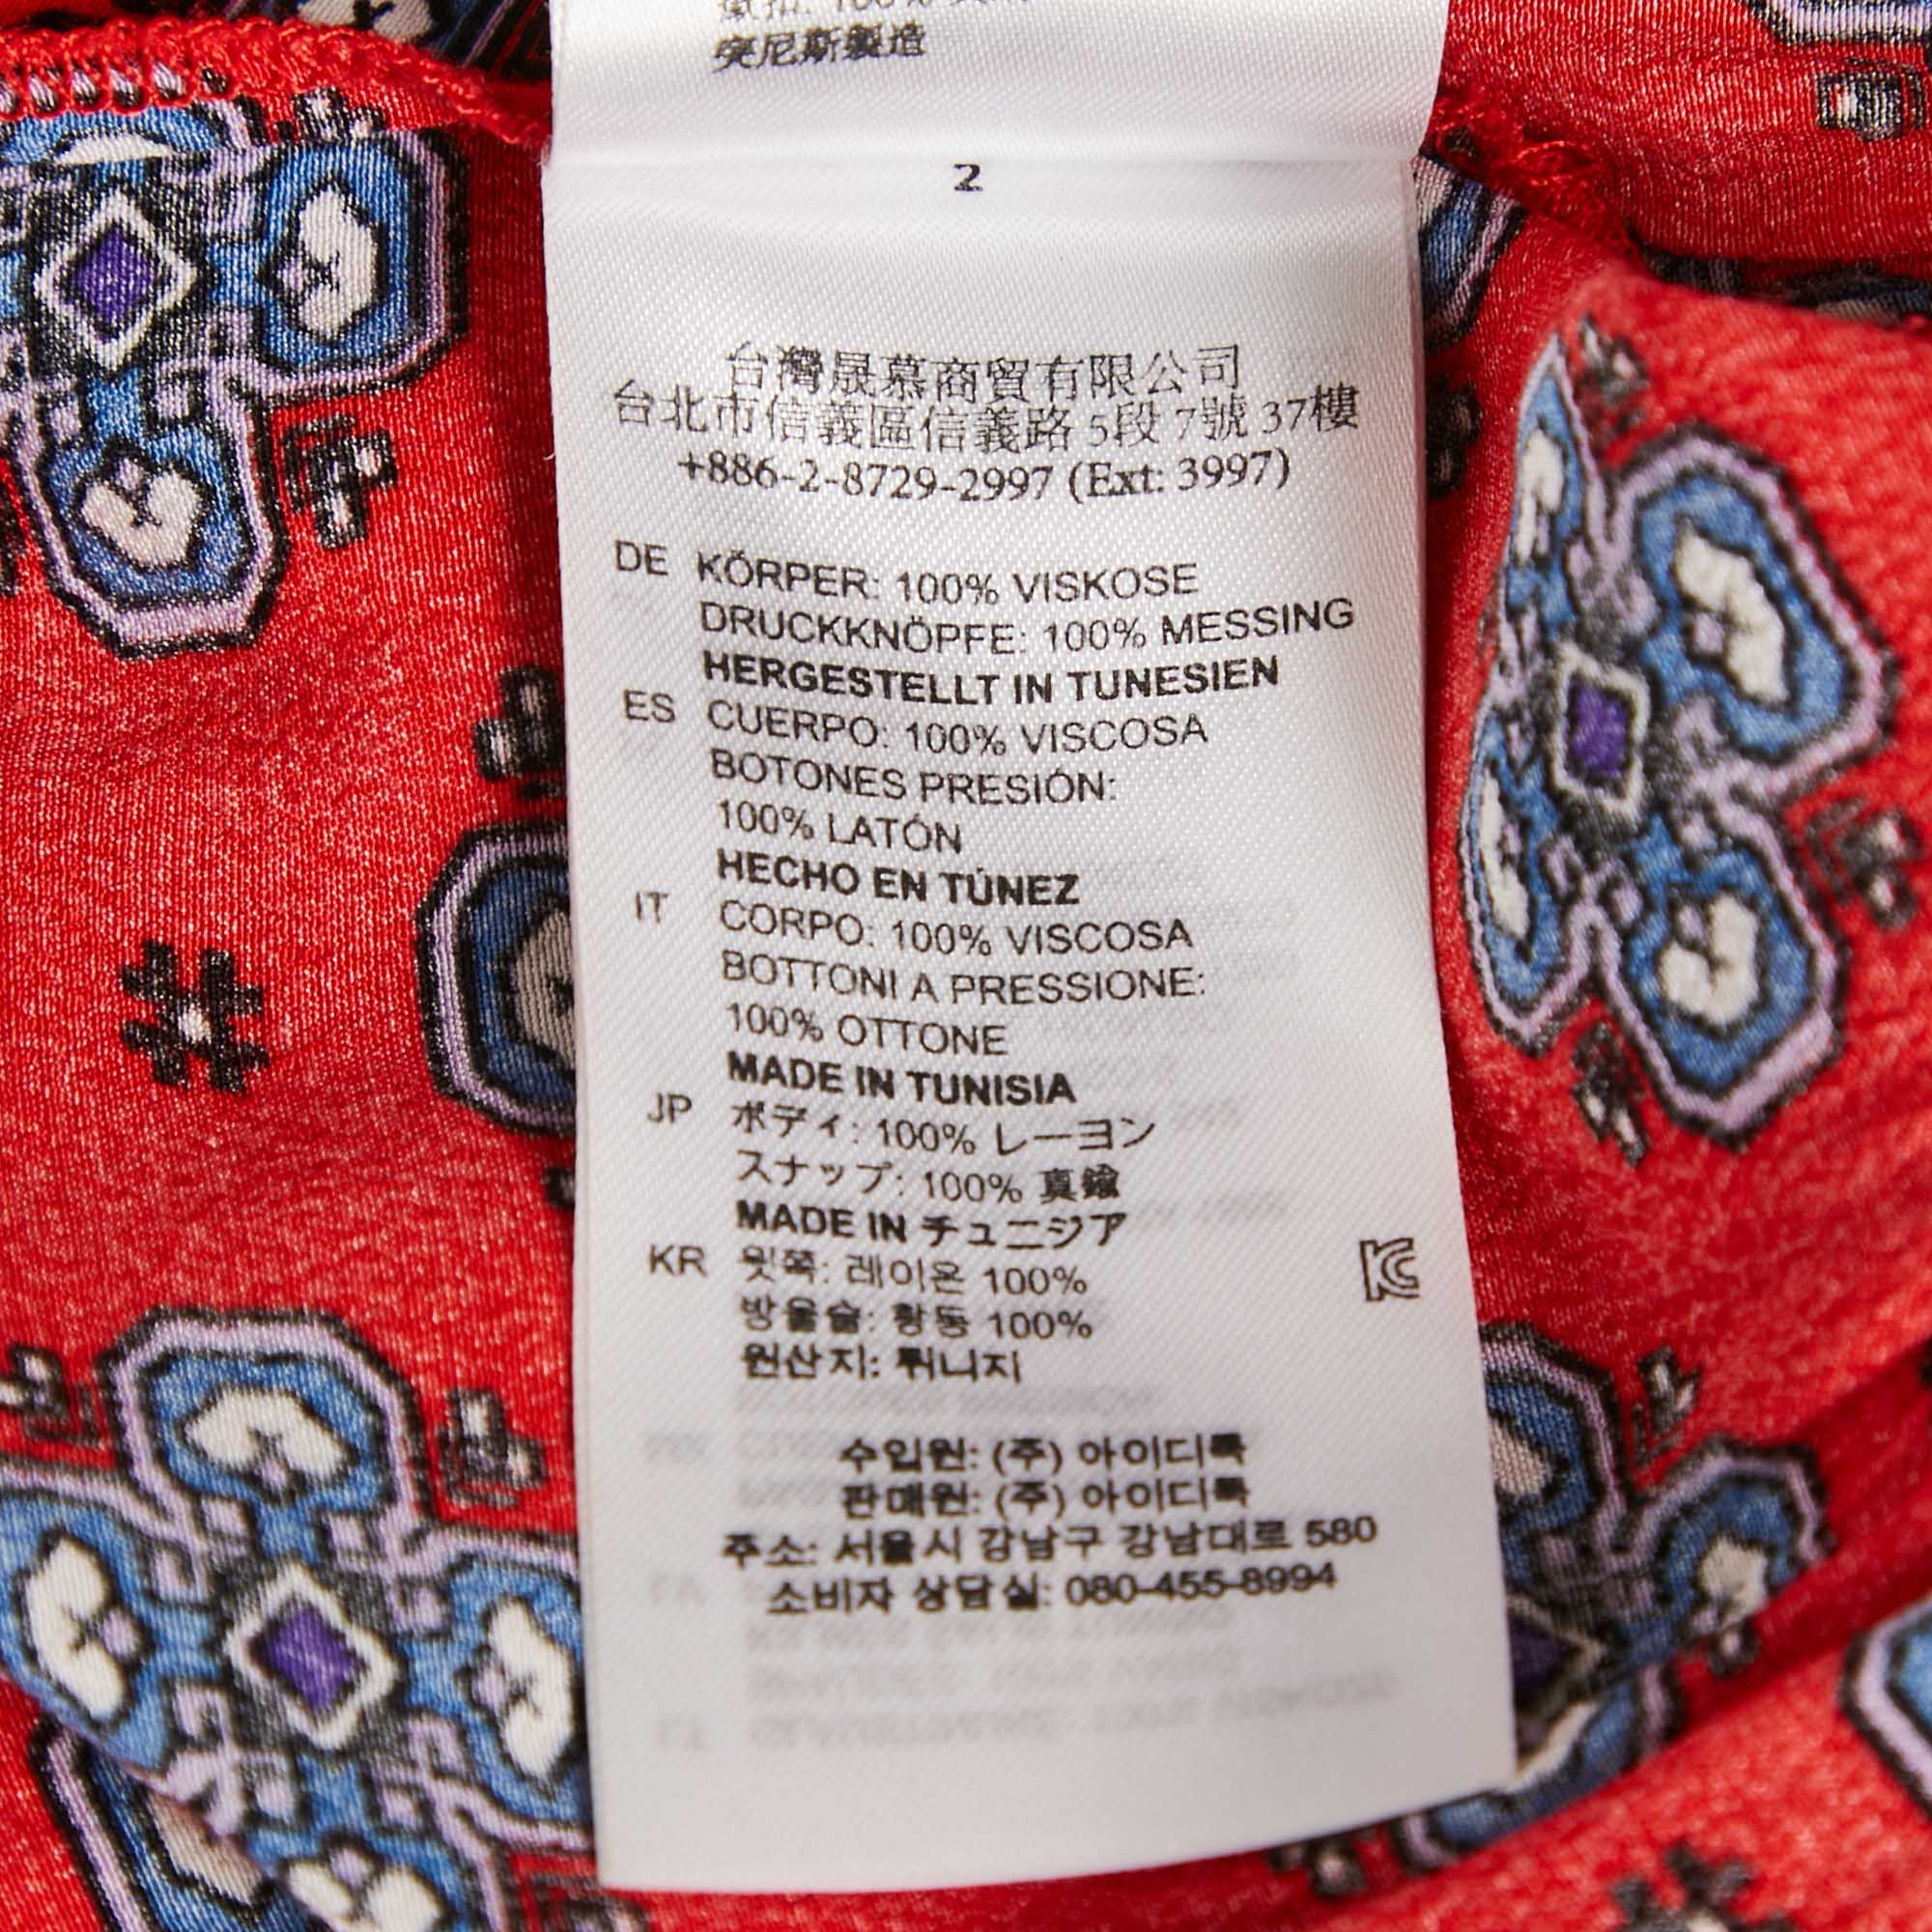 突尼斯製造
2
台灣晟慕商貿有限公司
台北市信義區信義路 5段 7號 37樓
+886-2-8729-2997 (Ext: 3997)
DE KÖRPER: 100% VISKOSE
DRUCKKNÖPFE: 100% MESSING
HERGESTELLT IN TUNESIEN
ES CUERPO: 100% VISCOSA
BOTONES PRESIÓN:
100% LATÓN
HECHO EN TÚNEZ
IT CORPO: 100% VISCOSA
BOTTONI A PRESSIONE:
100% OTTONE
MADE IN TUNISIA
JP ボディ: 100% レーヨン
スナップ: 100% 真鍮
MADE IN チュニジア
KR 윗쪽: 레이온 100%
방울술: 황동 100%
원산지: 튀니지
KC
수입원: (주) 아이디룩
판매원: (주) 아이디룩
주소: 서울시 강남구 강남대로 580
소비자 상담실: 080-455-8994